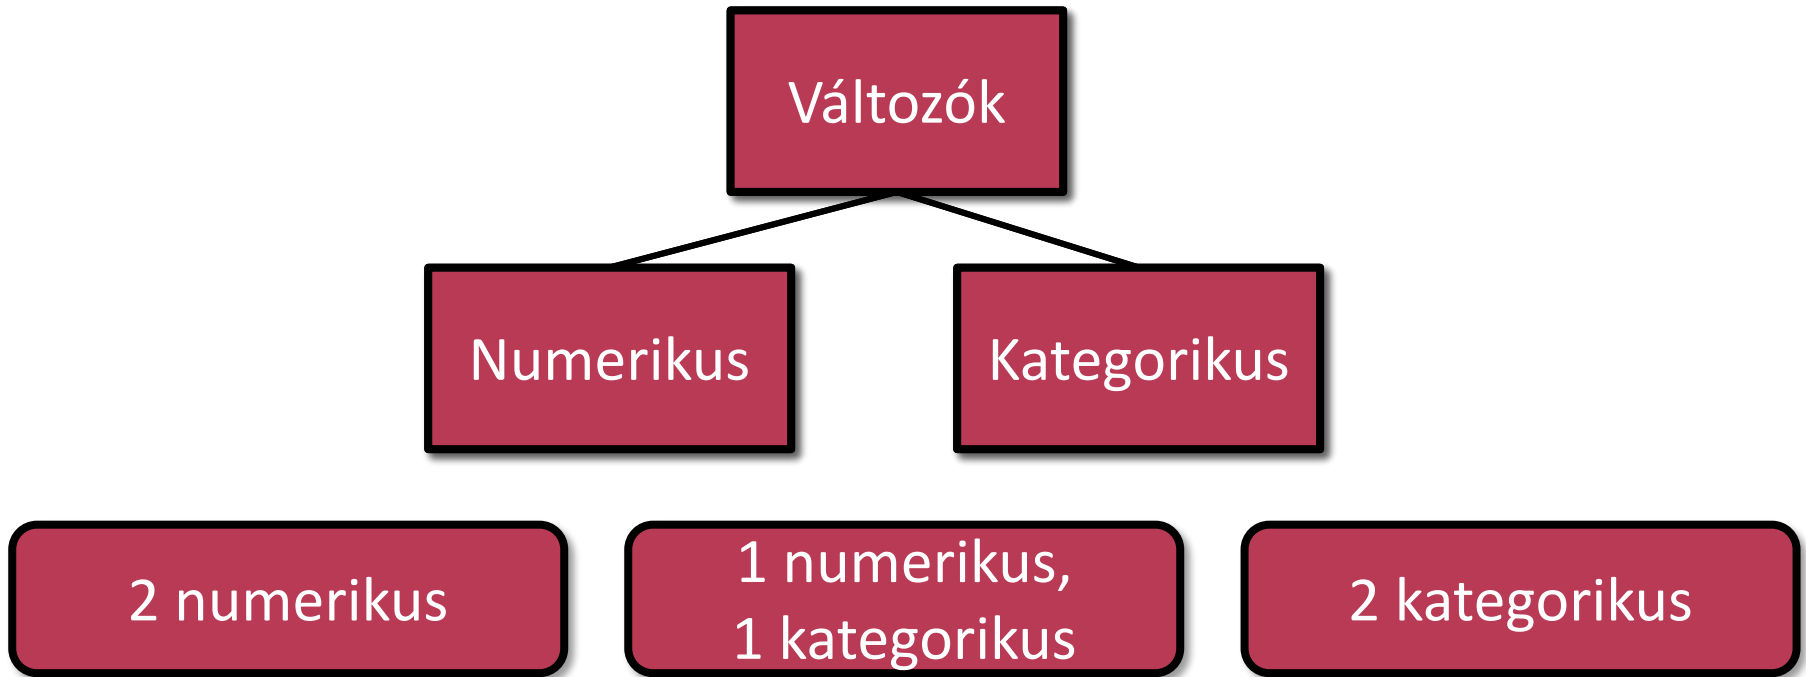 Változók
Numerikus
Kategorikus
2 numerikus
1 numerikus,
1 kategorikus
2 kategorikus